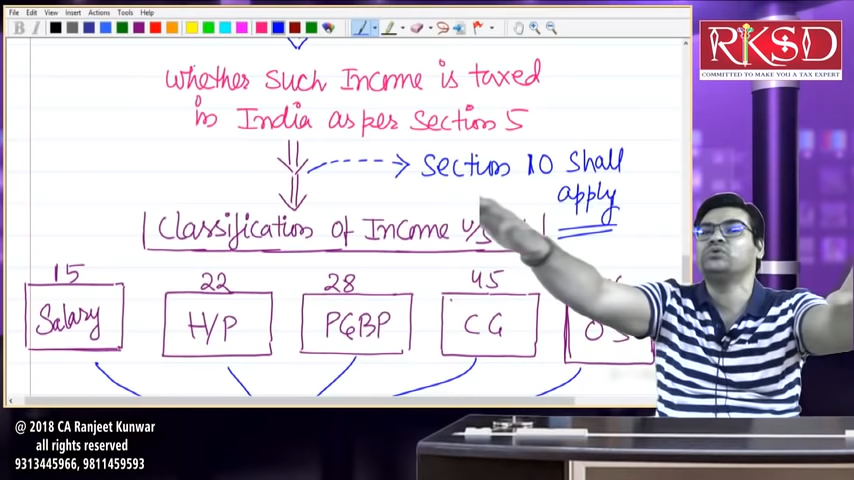 File Edit View Insert Actions Tools Help
RKSD
COMMITTED TO MAKE YOU A TAX EXPERT
Whether such Income is taxed
in India as per Section 5
Section 10 Shall
apply
Classification of Income u/s
15 22 28 45
Salary H/P PGBP CG OS
@ 2018 CA Ranjeet Kunwar
all rights reserved
9313445966, 9811459593